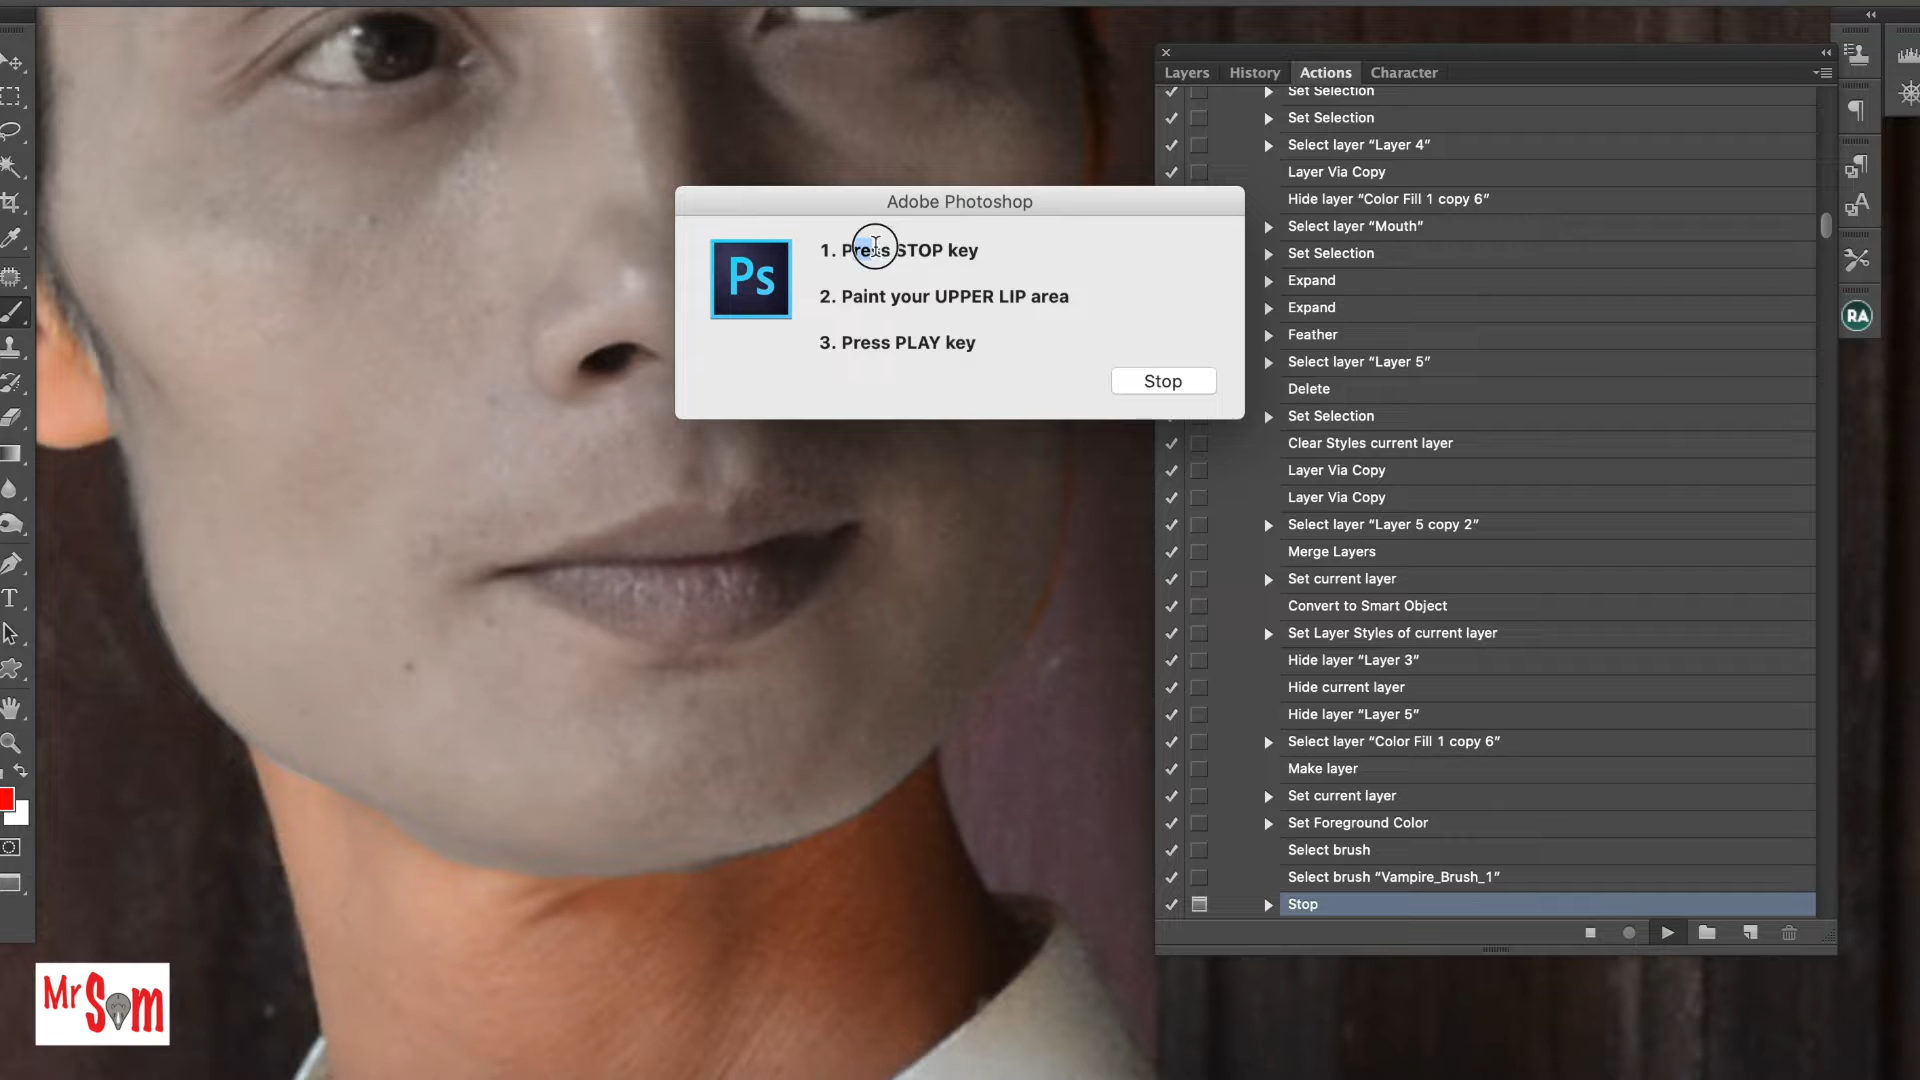 Layers History Actions Character
Set Selection
Set Selection
Select layer “Layer 4”
Layer Via Copy
Hide layer “Color Fill 1 copy 6”
Select layer “Mouth”
Set Selection
Expand
Expand
Feather
Select layer “Layer 5”
Delete
Set Selection
Clear Styles current layer
Layer Via Copy
Layer Via Copy
Select layer “Layer 5 copy 2”
Merge Layers
Set current layer
Convert to Smart Object
Set Layer Styles of current layer
Hide layer “Layer 3”
Hide current layer
Hide layer “Layer 5”
Select layer “Color Fill 1 copy 6”
Make layer
Set current layer
Set Foreground Color
Select brush
Select brush “Vampire_Brush_1”
Stop
Adobe Photoshop
Ps
1. Press STOP key
2. Paint your UPPER LIP area
3. Press PLAY key
Stop
RA
Mr Som